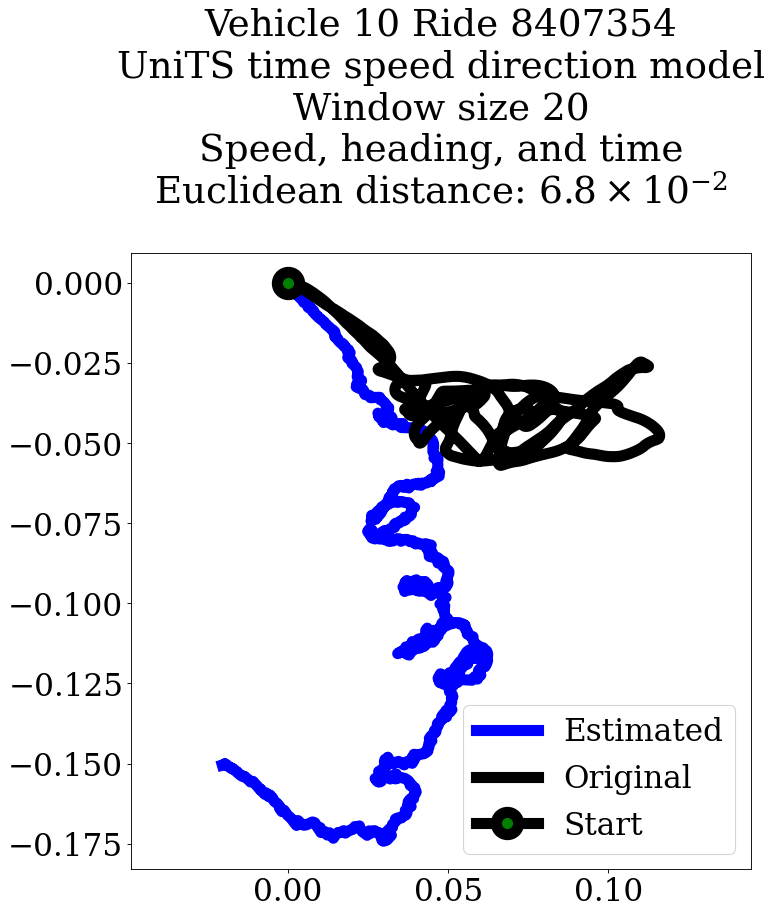 Vehicle 10 Ride 8407354
UniTS time speed direction model
Window size 20
Speed, heading, and time
Euclidean distance: 6.8 × 10⁻²
0.000
−0.025
−0.050
−0.075
−0.100
−0.125
−0.150
−0.175
Estimated
Original
Start
0.00 0.05 0.10